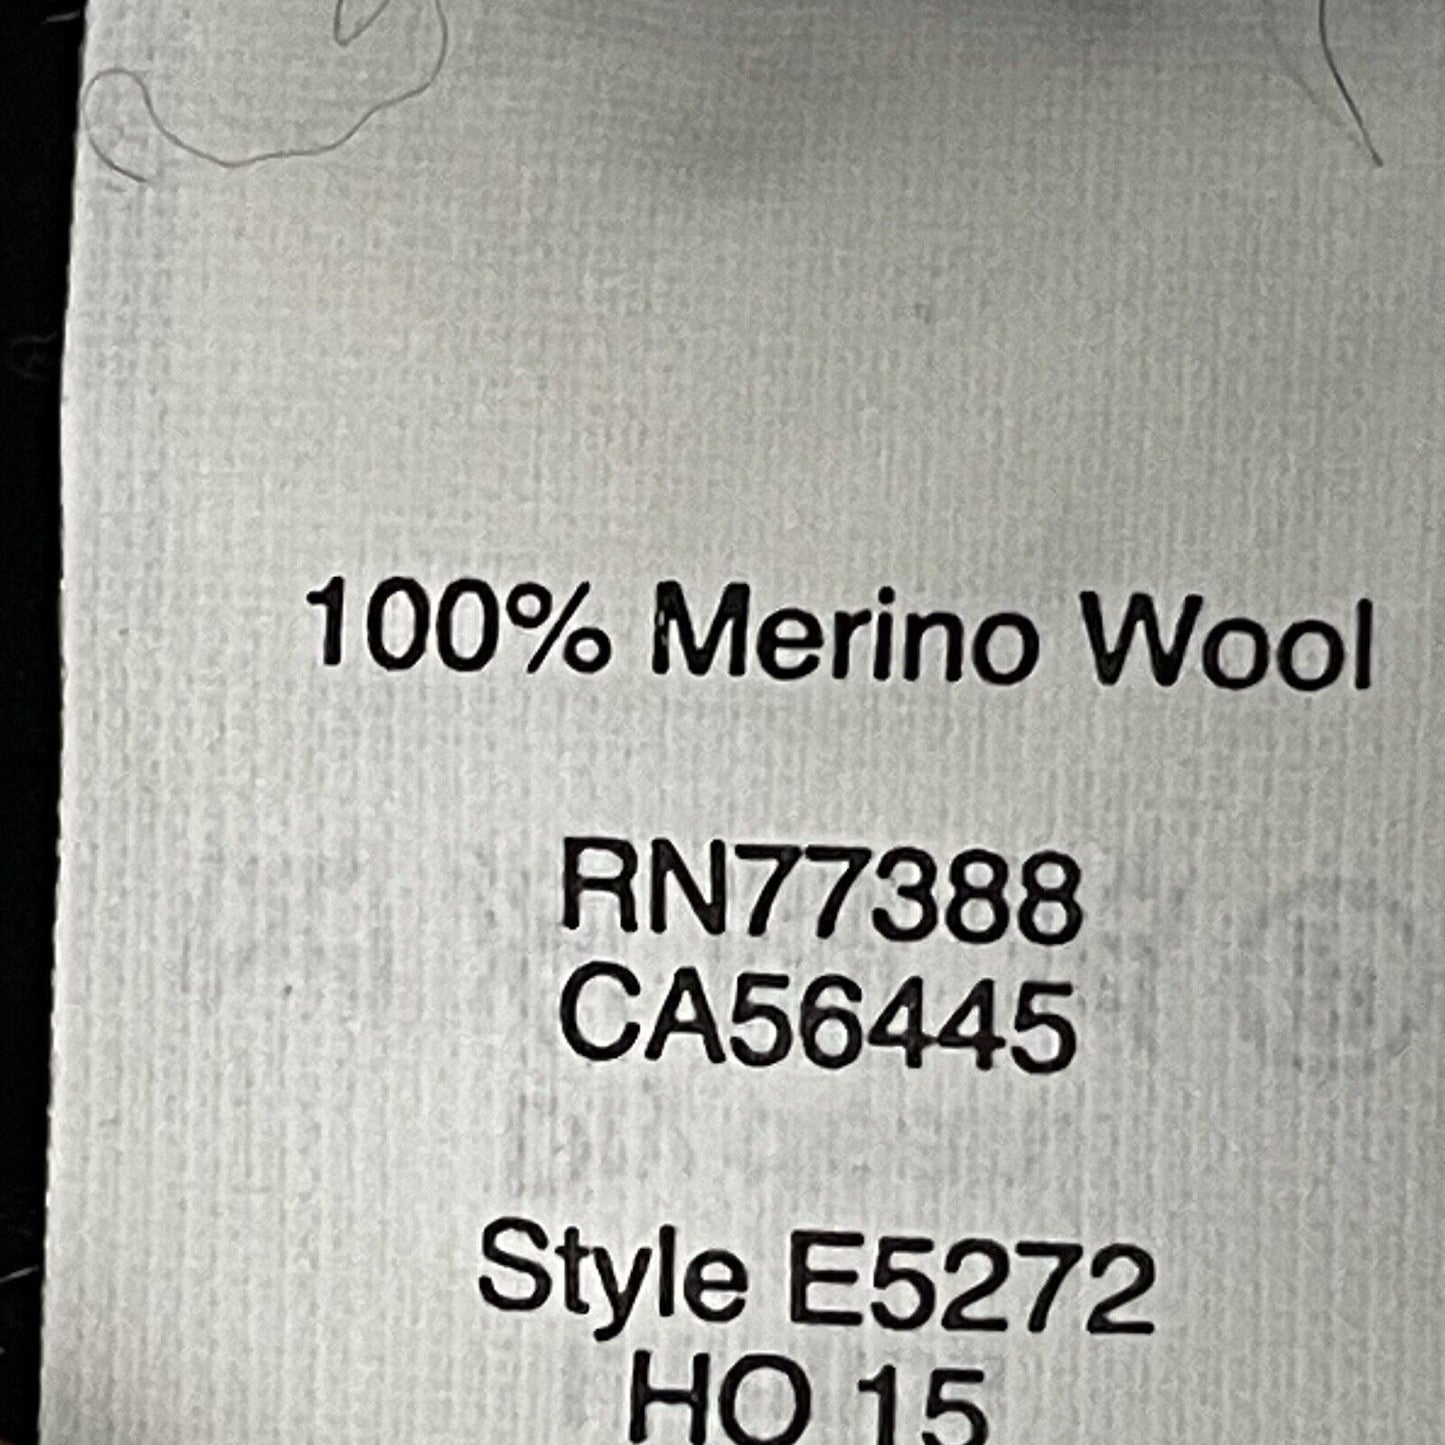 100% Merino Wool
RN77388
CA56445
Style E5272
HO 15